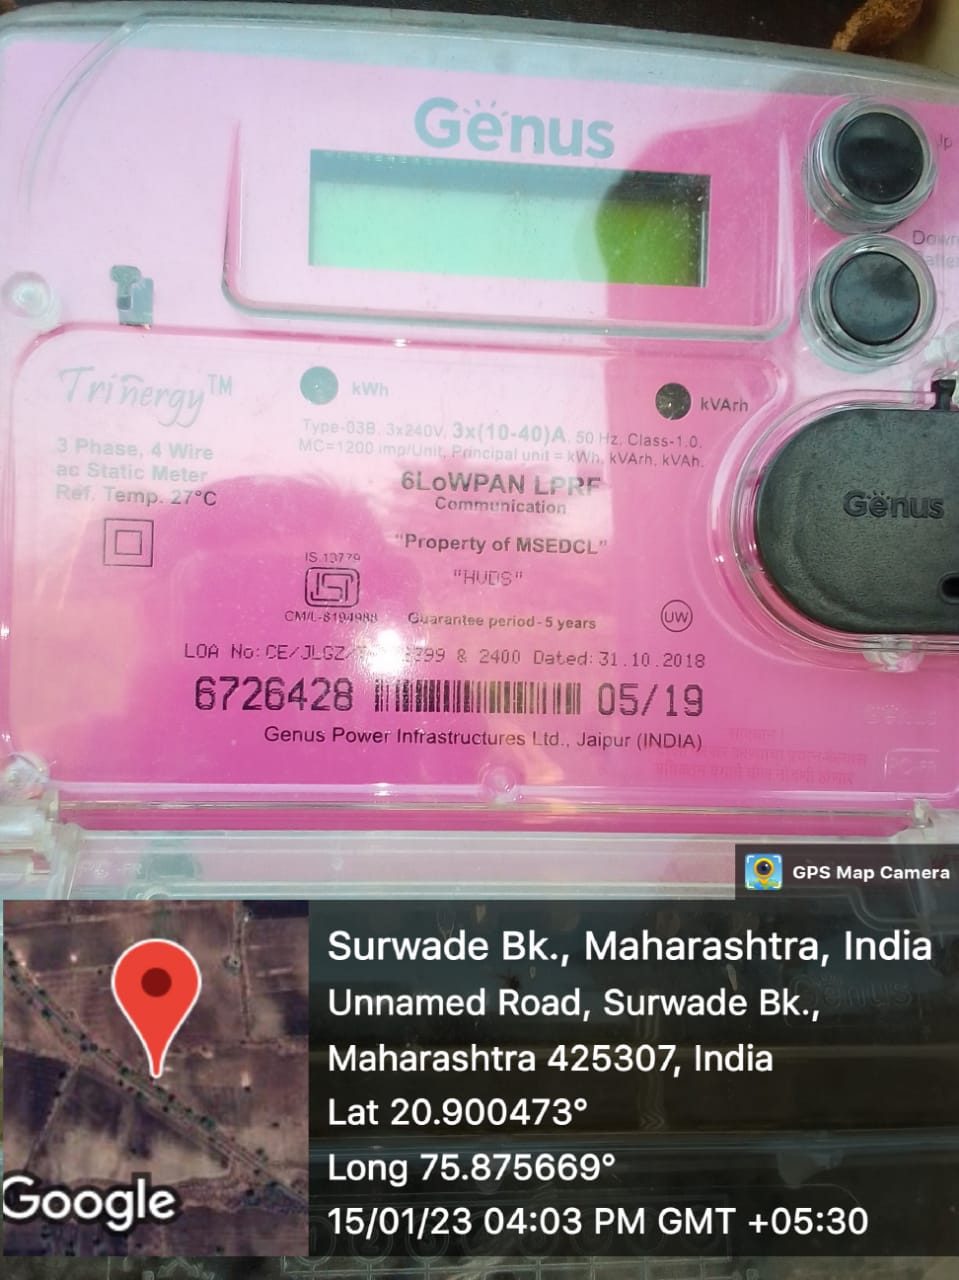 Genus
Up
Down
Trinergy™
kWh
kVArh
3 Phase, 4 Wire
ac Static Meter
Ref. Temp. 27°C
Type-03B, 3x240V, 3x(10-40)A, 50 Hz, Class-1.0,
MC=1200 imp/Unit, Principal unit = kWh, kVArh, kVAh.
6LoWPAN LPRF
Communication
"Property of MSEDCL"
"HVDS"
Genus
IS 13779
CM/L-8194988
Guarantee period - 5 years
UW
LOA No: CE/JLGZ/ & 2400 Dated: 31.10.2018
6726428 05/19
Genus Power Infrastructures Ltd., Jaipur (INDIA)
GPS Map Camera
Surwade Bk., Maharashtra, India
Unnamed Road, Surwade Bk.,
Maharashtra 425307, India
Lat 20.900473°
Long 75.875669°
15/01/23 04:03 PM GMT +05:30
Google